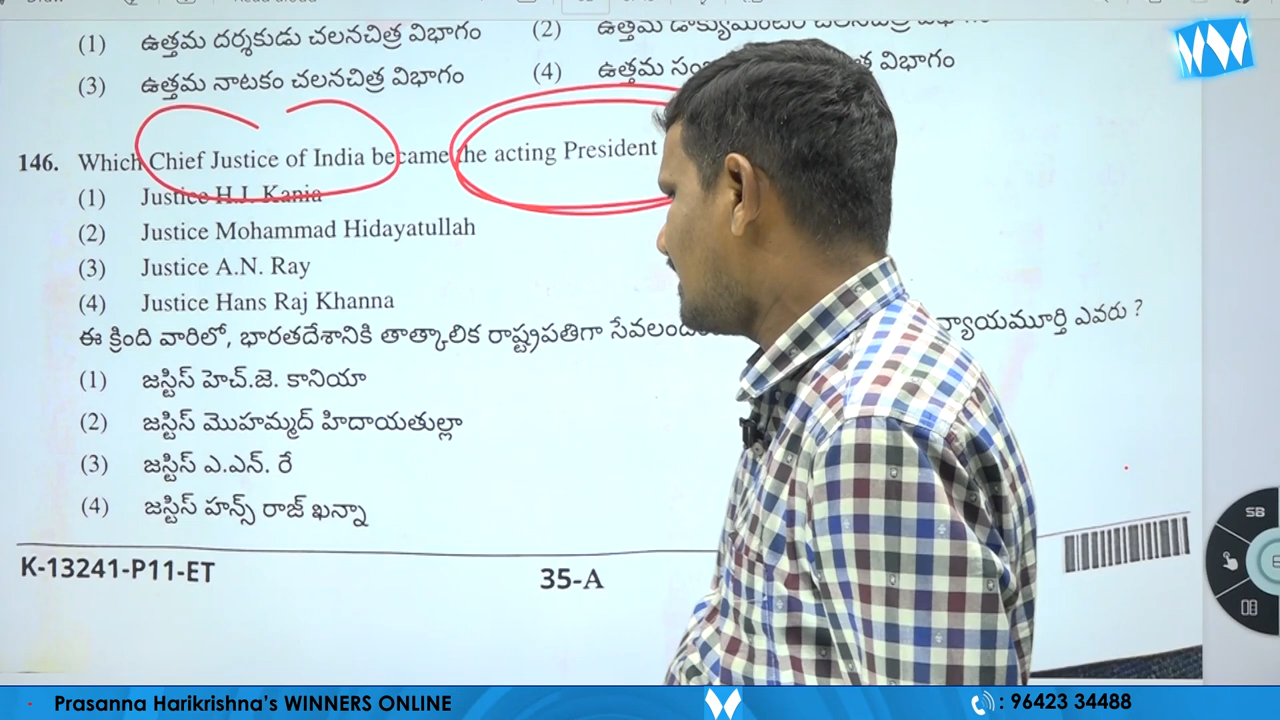 (1) ఉత్తమ దర్శకుడు చలనచిత్ర విభాగం (2) ఉత్తమ డాక్యుమెంటరీ చలనచిత్ర విభాగం
(3) ఉత్తమ నాటకం చలనచిత్ర విభాగం (4) ఉత్తమ విభాగం
146. Which Chief Justice of India became the acting President
(1) Justice H.J. Kania
(2) Justice Mohammad Hidayatullah
(3) Justice A.N. Ray
(4) Justice Hans Raj Khanna
ఈ క్రింది వారిలో, భారతదేశానికి తాత్కాలిక రాష్ట్రపతిగా న్యాయమూర్తి ఎవరు ?
(1) జస్టిస్ హెచ్.జె. కానియా
(2) జస్టిస్ మొహమ్మద్ హిదాయతుల్లా
(3) జస్టిస్ ఎ.ఎన్. రే
(4) జస్టిస్ హన్స్ రాజ్ ఖన్నా
K-13241-P11-ET 35-A
SB
Prasanna Harikrishna's WINNERS ONLINE : 96423 34488